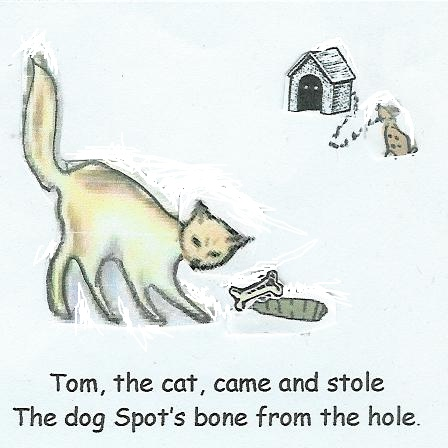 Tom, the cat, came and stole
The dog Spot's bone from the hole.